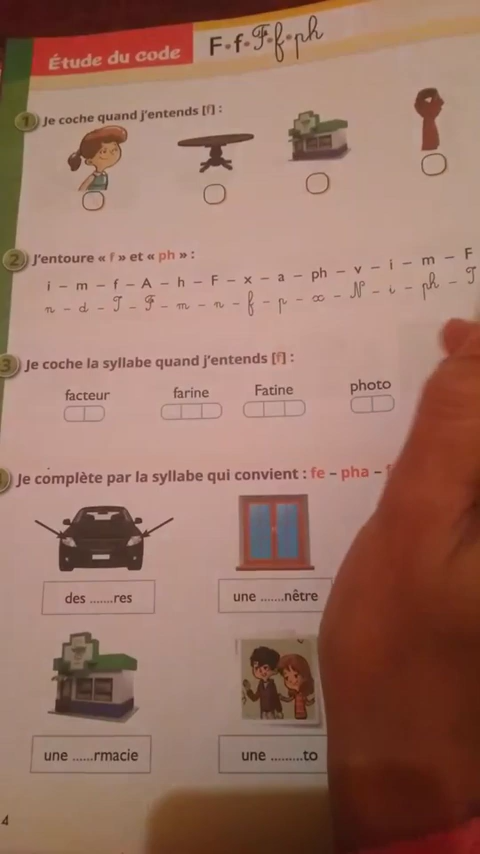 Étude du code
F • f • F • f • ph
1 Je coche quand j'entends [f] :
2 J'entoure « f » et « ph » :
i – m – f – A – h – F – x – a – ph – v – i – m – F
n – d – T – F – m – n – f – p – x – N – i – ph – T
3 Je coche la syllabe quand j'entends [f] :
facteur farine Fatine photo
Je complète par la syllabe qui convient : fe – pha –
des .......res une .......nêtre
une ......rmacie une .........to
4